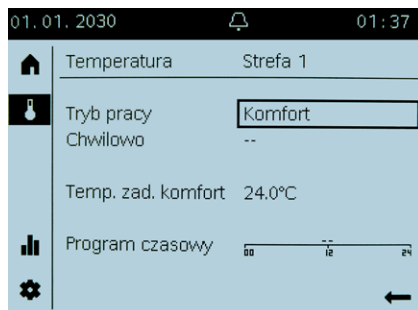 01.01.2030 01:37
Temperatura Strefa 1
Tryb pracy Komfort
Chwilowo --
Temp. zad. komfort 24.0°C
Program czasowy --
00 12 24